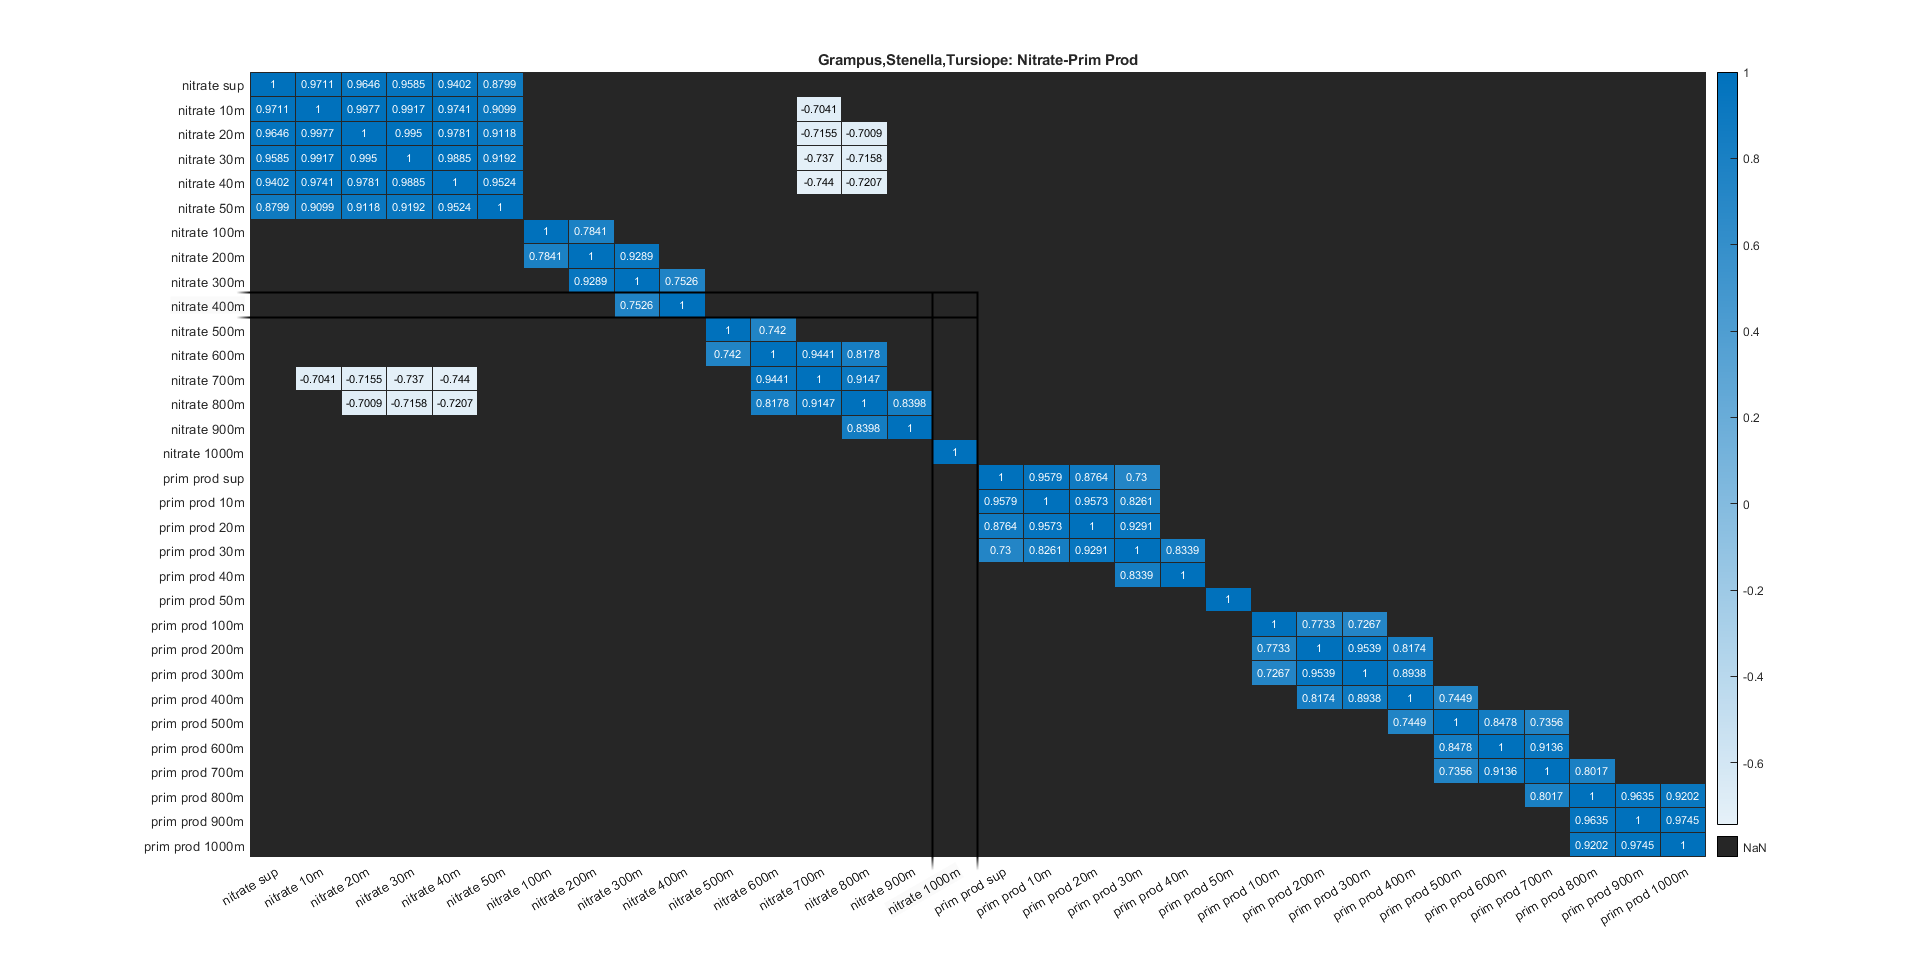 Grampus,Stenella,Tursiope: Nitrate-Prim Prod
nitrate sup 1 0.9711 0.9646 0.9585 0.9402 0.8799
nitrate 10m 0.9711 1 0.9977 0.9917 0.9741 0.9099 -0.7041
nitrate 20m 0.9646 0.9977 1 0.995 0.9781 0.9118 -0.7155 -0.7009
nitrate 30m 0.9585 0.9917 0.995 1 0.9885 0.9192 -0.737 -0.7158
nitrate 40m 0.9402 0.9741 0.9781 0.9885 1 0.9524 -0.744 -0.7207
nitrate 50m 0.8799 0.9099 0.9118 0.9192 0.9524 1
nitrate 100m 1 0.7841
nitrate 200m 0.7841 1 0.9289
nitrate 300m 0.9289 1 0.7526
nitrate 400m 0.7526 1
nitrate 500m 1 0.742
nitrate 600m 0.742 1 0.9441 0.8178
nitrate 700m -0.7041 -0.7155 -0.737 -0.744 0.9441 1 0.9147
nitrate 800m -0.7009 -0.7158 -0.7207 0.8178 0.9147 1 0.8398
nitrate 900m 0.8398 1
nitrate 1000m 1
prim prod sup 1 0.9579 0.8764 0.73
prim prod 10m 0.9579 1 0.9573 0.8261
prim prod 20m 0.8764 0.9573 1 0.9291
prim prod 30m 0.73 0.8261 0.9291 1 0.8339
prim prod 40m 0.8339 1
prim prod 50m 1
prim prod 100m 1 0.7733 0.7267
prim prod 200m 0.7733 1 0.9539 0.8174
prim prod 300m 0.7267 0.9539 1 0.8938
prim prod 400m 0.8174 0.8938 1 0.7449
prim prod 500m 0.7449 1 0.8478 0.7356
prim prod 600m 0.8478 1 0.9136
prim prod 700m 0.7356 0.9136 1 0.8017
prim prod 800m 0.8017 1 0.9635 0.9202
prim prod 900m 0.9635 1 0.9745
prim prod 1000m 0.9202 0.9745 1
nitrate sup nitrate 10m nitrate 20m nitrate 30m nitrate 40m nitrate 50m nitrate 100m nitrate 200m nitrate 300m nitrate 400m nitrate 500m nitrate 600m nitrate 700m nitrate 800m nitrate 900m nitrate 1000m prim prod sup prim prod 10m prim prod 20m prim prod 30m prim prod 40m prim prod 50m prim prod 100m prim prod 200m prim prod 300m prim prod 400m prim prod 500m prim prod 600m prim prod 700m prim prod 800m prim prod 900m prim prod 1000m
1
0.8
0.6
0.4
0.2
0
-0.2
-0.4
-0.6
NaN